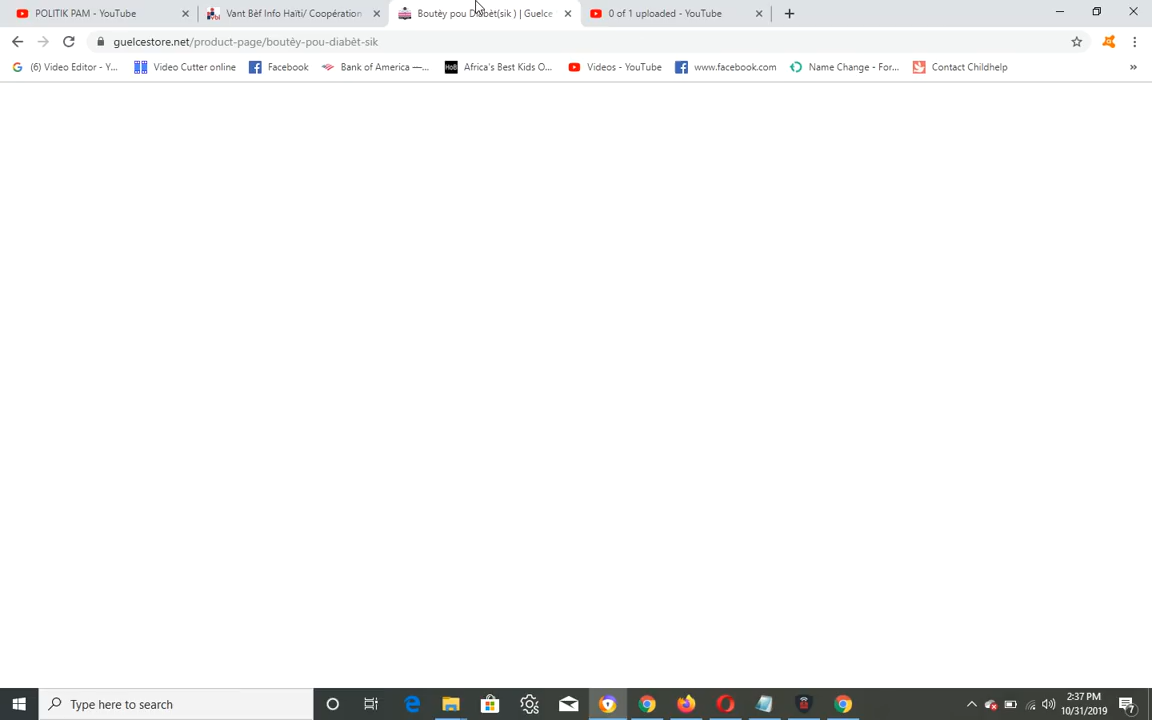 POLITIK PAM - YouTube
Vant Bèf Info Haïti/ Coopération
Boutèy pou Diabèt(sik ) | Guelce
0 of 1 uploaded - YouTube
guelcestore.net/product-page/boutèy-pou-diabèt-sik
(6) Video Editor - Y...
Video Cutter online
Facebook
Bank of America —...
HoB
Africa's Best Kids O...
Videos - YouTube
www.facebook.com
Name Change - For...
Contact Childhelp
»
Type here to search
2:37 PM
10/31/2019
7